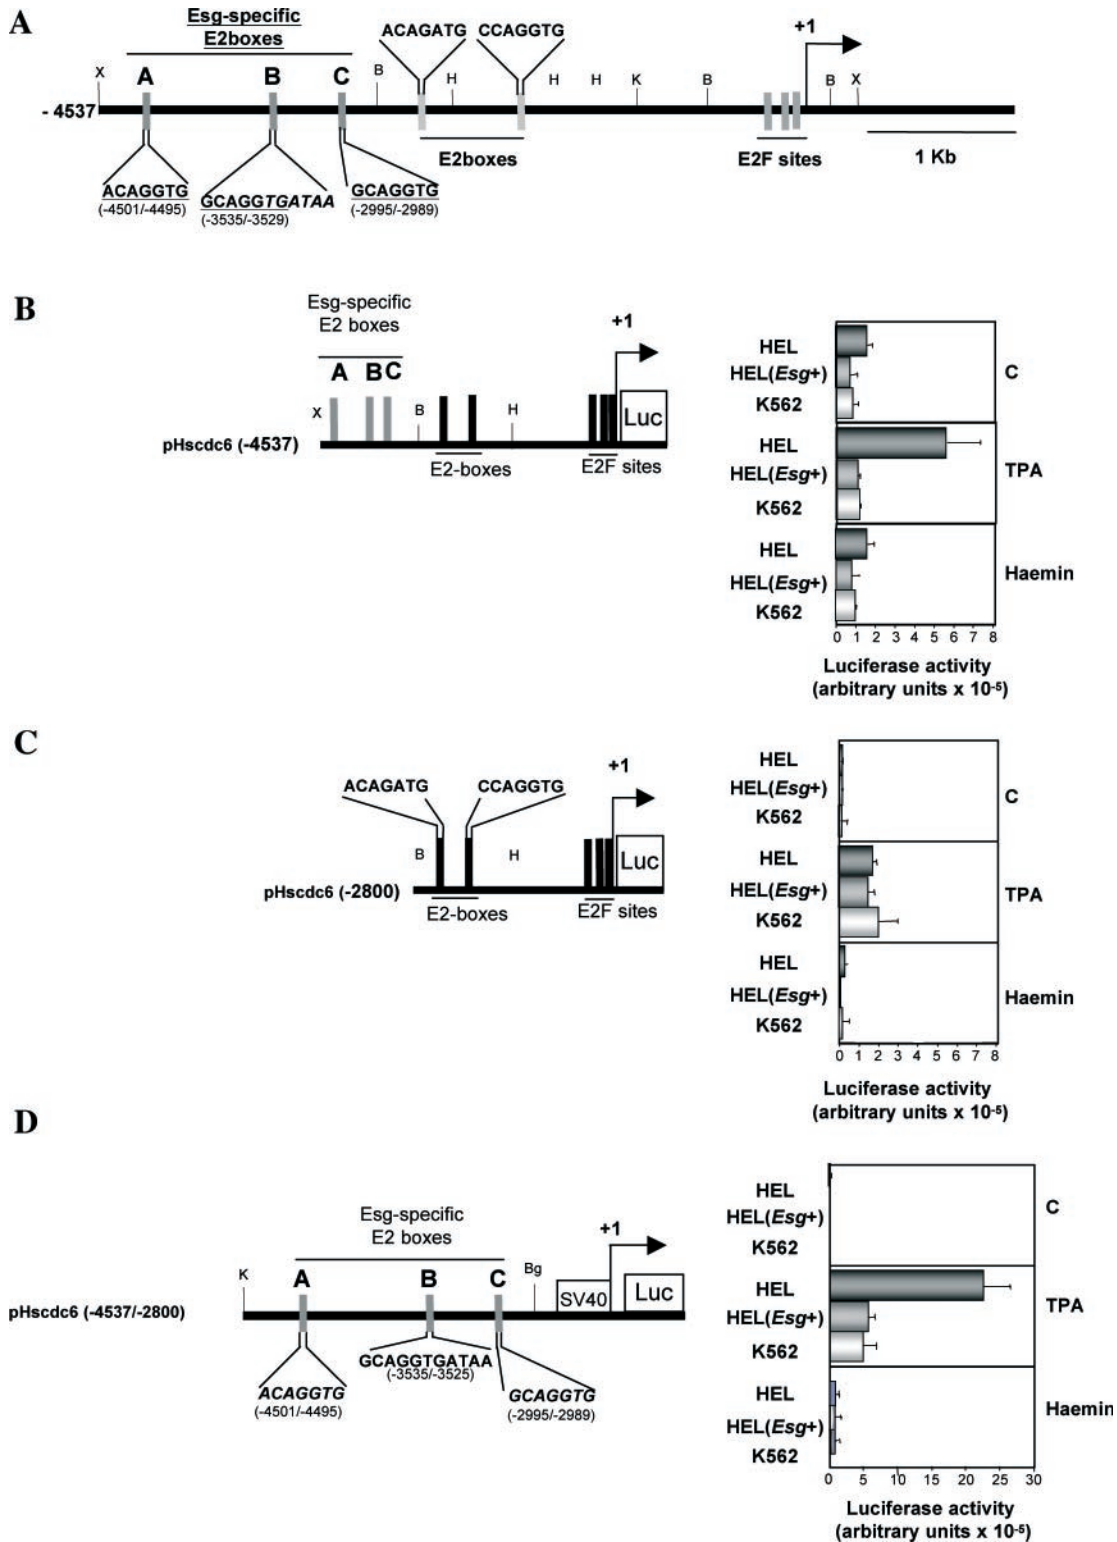 A
Esg-specific
E2boxes
ACAGATG CCAGGTG
+1
X A B C B H H H K B B X
- 4537
E2boxes
E2F sites
1 Kb
ACAGGTG
(-4501/-4495)
GCAGGTGATAA
(-3535/-3529)
GCAGGTG
(-2995/-2989)
B
Esg-specific
E2 boxes
+1
A B C
X B H
Luc
pHscdc6 (-4537)
E2-boxes
E2F sites
HEL
HEL(Esg+)
K562
C
HEL
HEL(Esg+)
K562
TPA
HEL
HEL(Esg+)
K562
Haemin
0 1 2 3 4 5 6 7 8
Luciferase activity
(arbitrary units x 10-5)
C
ACAGATG CCAGGTG
+1
B H
Luc
pHscdc6 (-2800)
E2-boxes
E2F sites
HEL
HEL(Esg+)
K562
C
HEL
HEL(Esg+)
K562
TPA
HEL
HEL(Esg+)
K562
Haemin
0 1 2 3 4 5 6 7 8
Luciferase activity
(arbitrary units x 10-5)
D
Esg-specific
E2 boxes
+1
K A B C Bg
SV40
Luc
pHscdc6 (-4537/-2800)
ACAGGTG
(-4501/-4495)
GCAGGTGATAA
(-3535/-3525)
GCAGGTG
(-2995/-2989)
HEL
HEL(Esg+)
K562
C
HEL
HEL(Esg+)
K562
TPA
HEL
HEL(Esg+)
K562
Haemin
0 5 10 15 20 25 30
Luciferase activity
(arbitrary units x 10-5)